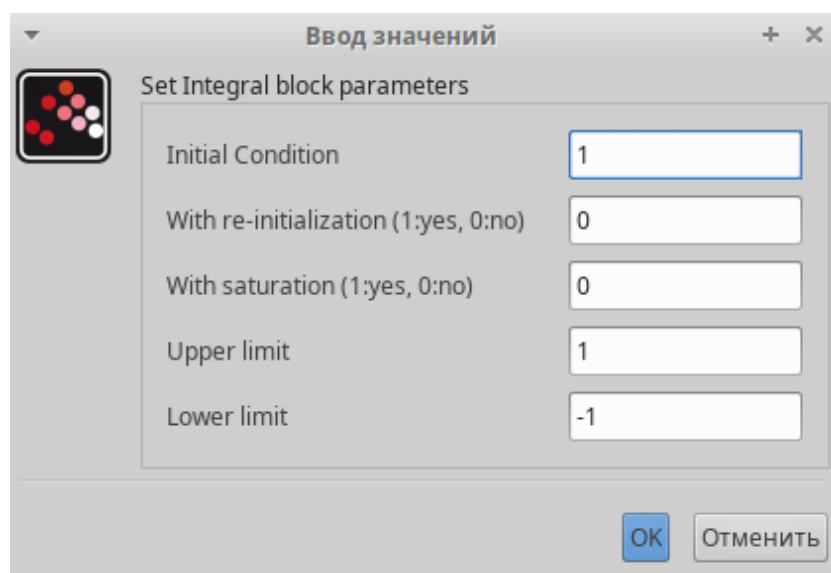 Ввод значений
Set Integral block parameters
Initial Condition 1
With re-initialization (1:yes, 0:no) 0
With saturation (1:yes, 0:no) 0
Upper limit 1
Lower limit -1
OK Отменить